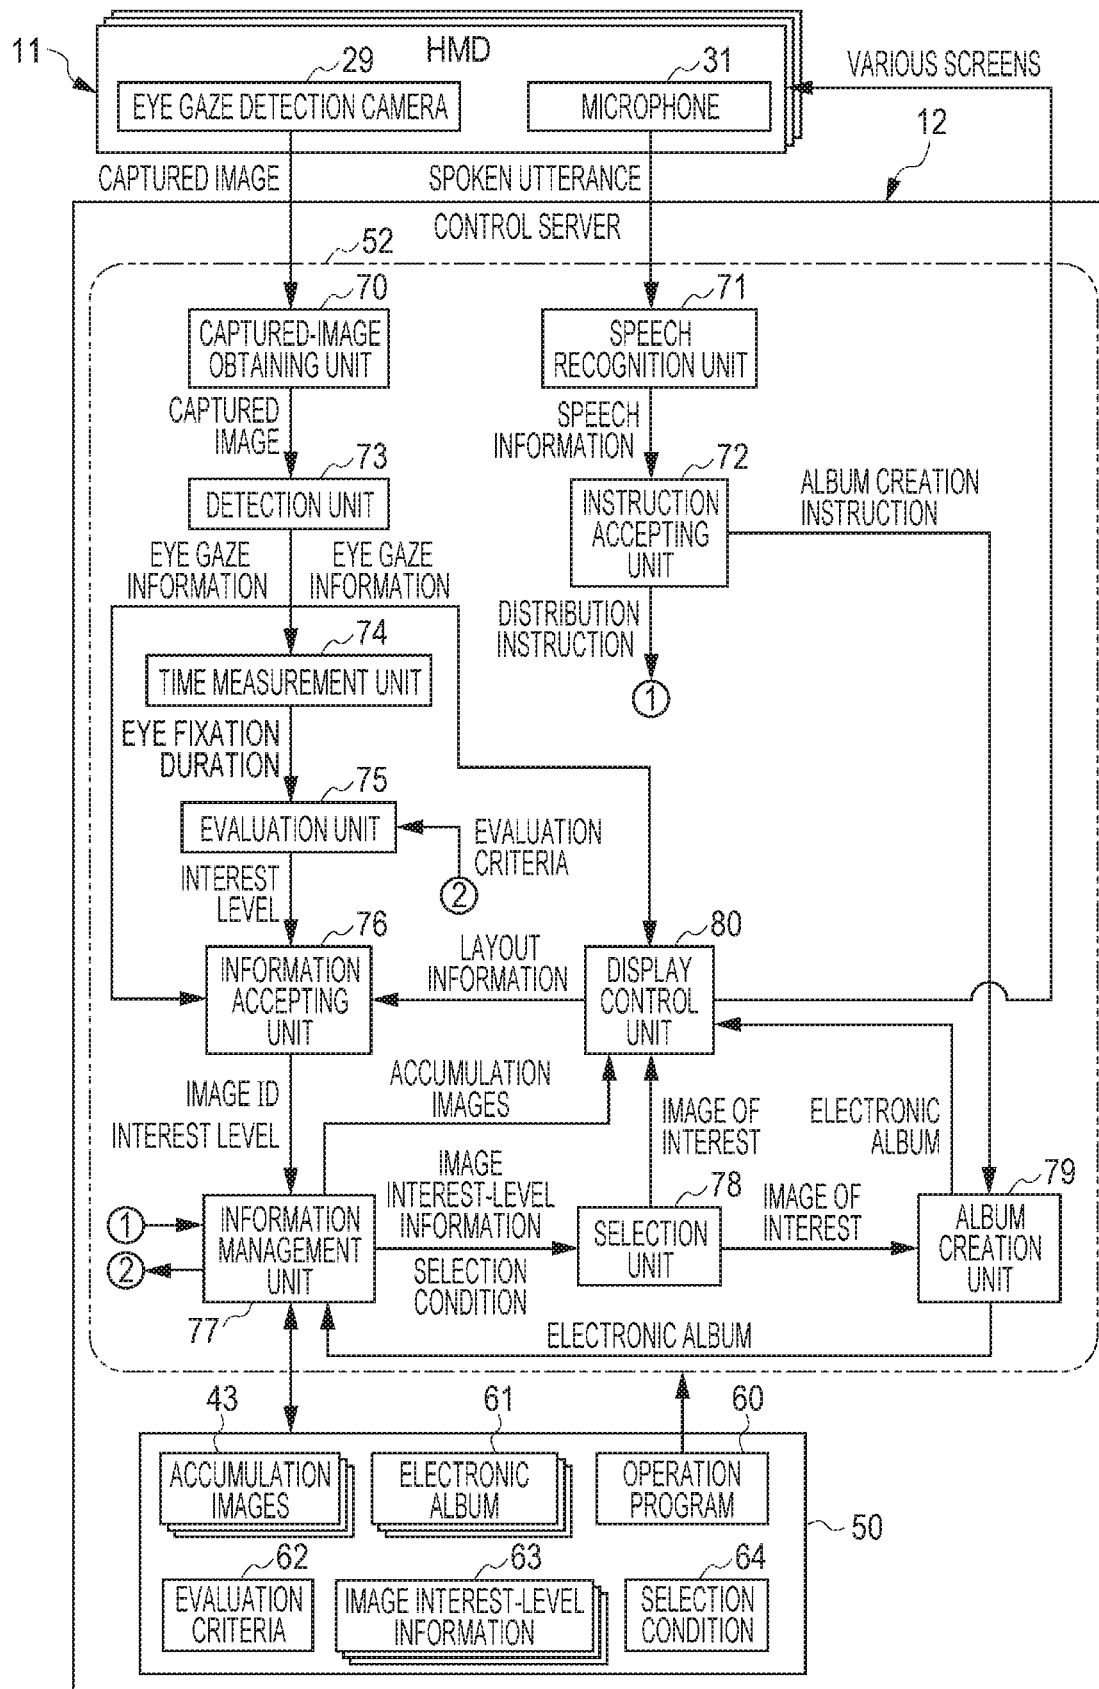 11
HMD
29
EYE GAZE DETECTION CAMERA
31
MICROPHONE
VARIOUS SCREENS
12
CAPTURED IMAGE
SPOKEN UTTERANCE
CONTROL SERVER
52
70
CAPTURED-IMAGE
OBTAINING UNIT
71
SPEECH
RECOGNITION UNIT
CAPTURED
IMAGE
SPEECH
INFORMATION
73
DETECTION UNIT
72
INSTRUCTION
ACCEPTING
UNIT
ALBUM CREATION
INSTRUCTION
EYE GAZE
INFORMATION
EYE GAZE
INFORMATION
DISTRIBUTION
INSTRUCTION
1
74
TIME MEASUREMENT UNIT
EYE FIXATION
DURATION
75
EVALUATION UNIT
EVALUATION
CRITERIA
2
INTEREST
LEVEL
76
INFORMATION
ACCEPTING
UNIT
LAYOUT
INFORMATION
80
DISPLAY
CONTROL
UNIT
IMAGE ID
INTEREST LEVEL
ACCUMULATION
IMAGES
IMAGE OF
INTEREST
ELECTRONIC
ALBUM
1
2
INFORMATION
MANAGEMENT
UNIT
77
IMAGE
INTEREST-LEVEL
INFORMATION
SELECTION
CONDITION
78
SELECTION
UNIT
IMAGE OF
INTEREST
79
ALBUM
CREATION
UNIT
ELECTRONIC ALBUM
43
ACCUMULATION
IMAGES
61
ELECTRONIC
ALBUM
60
OPERATION
PROGRAM
50
62
EVALUATION
CRITERIA
63
IMAGE INTEREST-LEVEL
INFORMATION
64
SELECTION
CONDITION